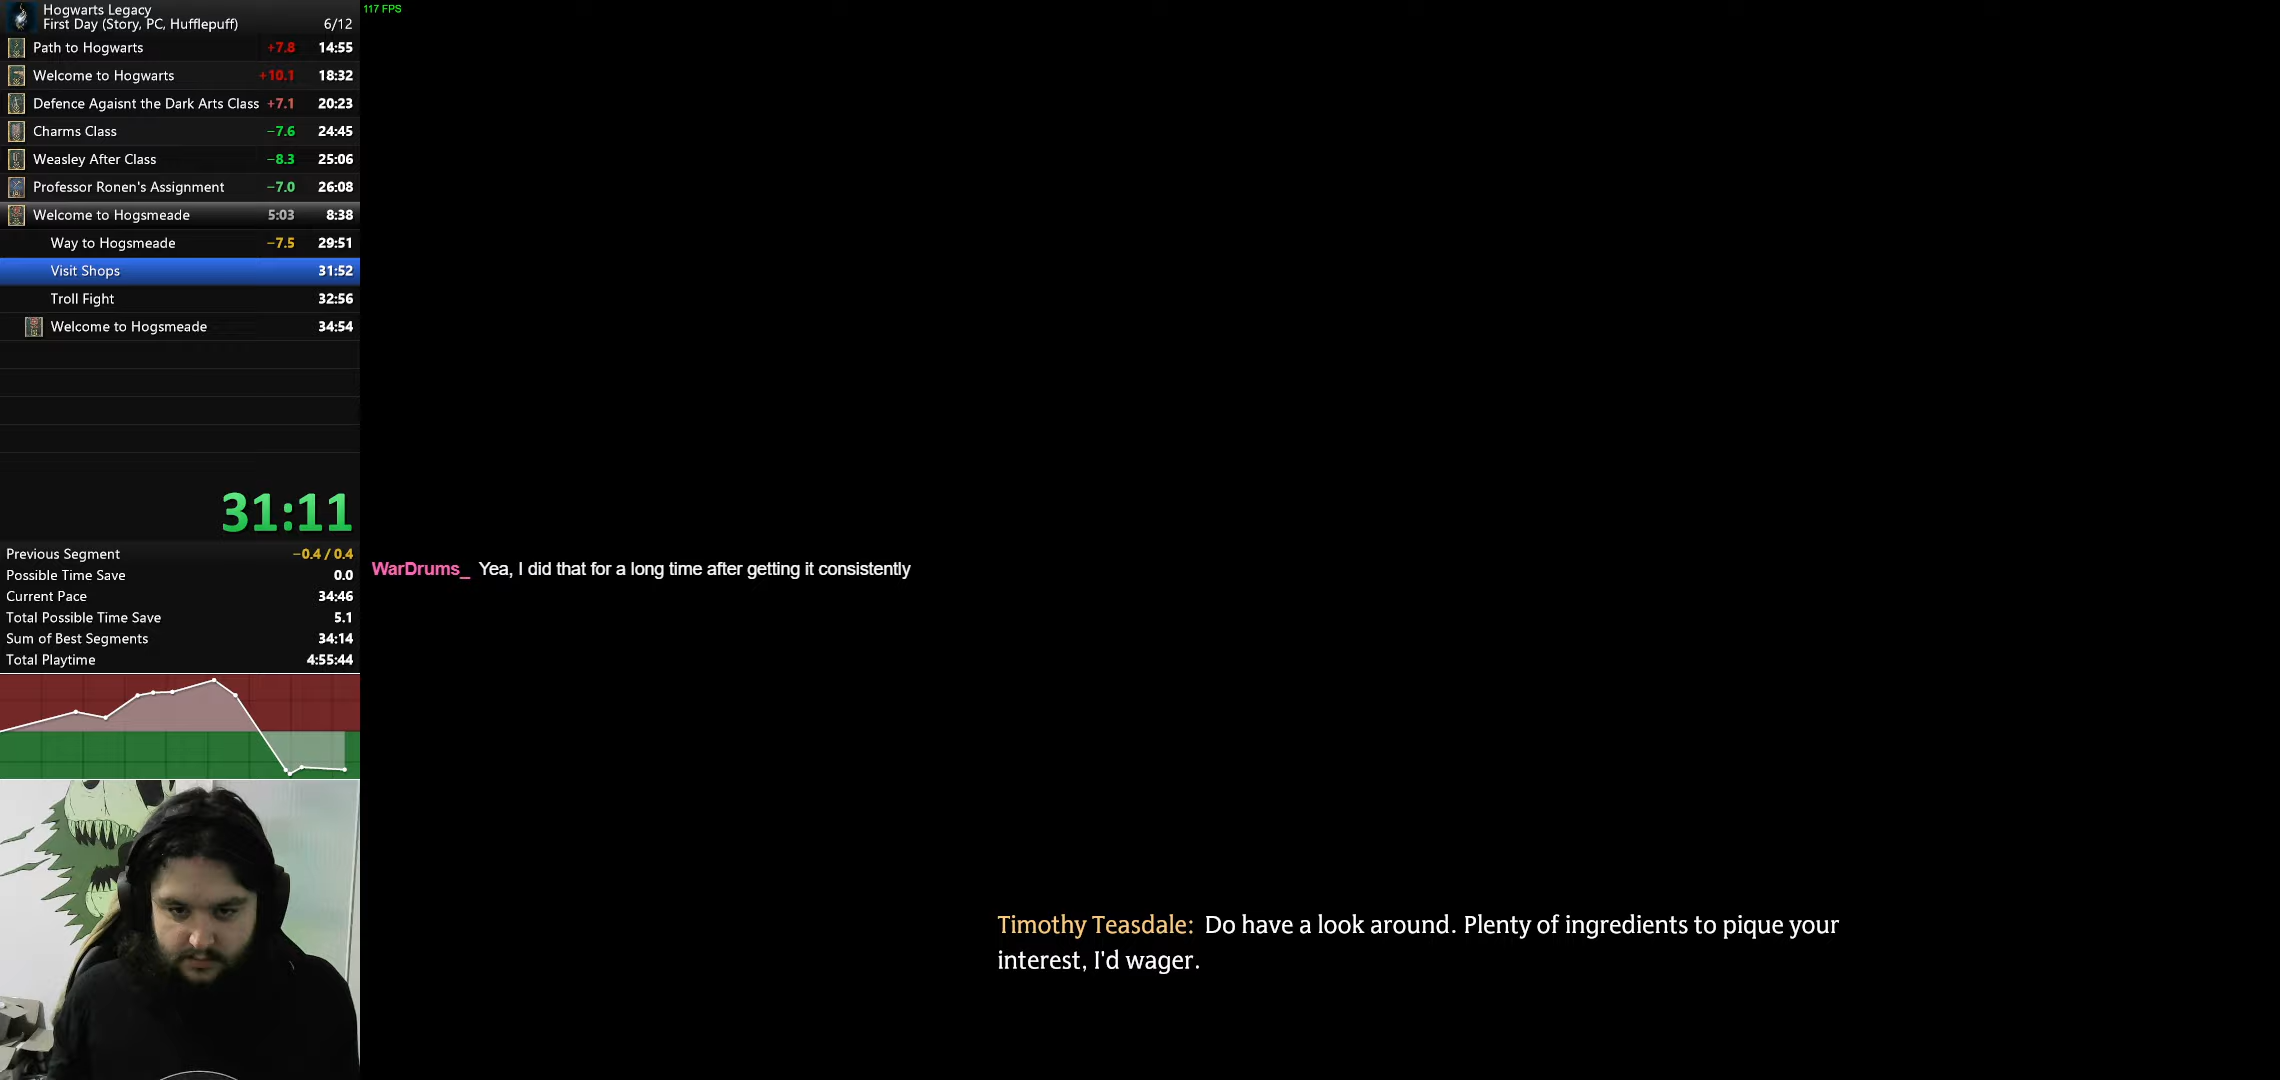 Hogwarts Legacy
First Day (Story, PC, Hufflepuff) 6/12
Path to Hogwarts +7.8 14:55
Welcome to Hogwarts +10.1 18:32
Defence Agaisnt the Dark Arts Class +7.1 20:23
Charms Class −7.6 24:45
Weasley After Class −8.3 25:06
Professor Ronen's Assignment −7.0 26:08
Welcome to Hogsmeade 5:03 8:38
Way to Hogsmeade −7.5 29:51
Visit Shops 31:52
Troll Fight 32:56
Welcome to Hogsmeade 34:54
31:11
Previous Segment −0.4 / 0.4
Possible Time Save 0.0
Current Pace 34:46
Total Possible Time Save 5.1
Sum of Best Segments 34:14
Total Playtime 4:55:44
117 FPS
WarDrums_ Yea, I did that for a long time after getting it consistently
Timothy Teasdale: Do have a look around. Plenty of ingredients to pique your
interest, I'd wager.